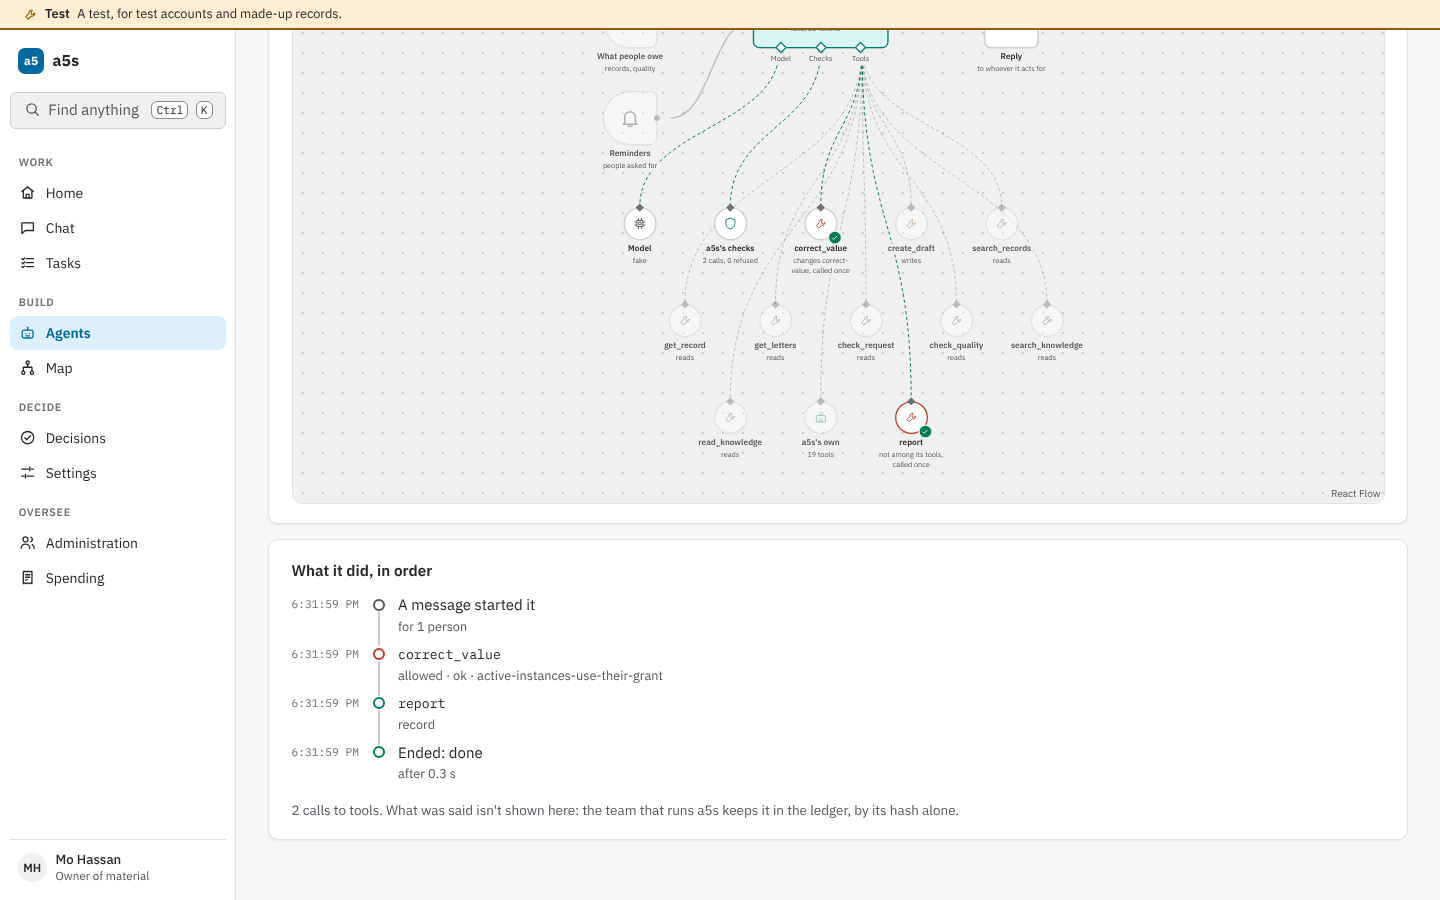 Test A test, for test accounts and made-up records.
a5 a5s
Find anything Ctrl K
WORK
Home
Chat
Tasks
BUILD
Agents
Map
DECIDE
Decisions
Settings
OVERSEE
Administration
Spending
MH Mo Hassan
Owner of material
What people owe
records, quality
Model Checks Tools
Reply
to whoever it acts for
Reminders
people asked for
Model
fake
a5s's checks
2 calls, 0 refused
correct_value
changes correct-
value, called once
create_draft
writes
search_records
reads
get_record
reads
get_letters
reads
check_request
reads
check_quality
reads
search_knowledge
reads
read_knowledge
reads
a5s's own
19 tools
report
not among its tools,
called once
React Flow
What it did, in order
6:31:59 PM A message started it
for 1 person
6:31:59 PM correct_value
allowed · ok · active-instances-use-their-grant
6:31:59 PM report
record
6:31:59 PM Ended: done
after 0.3 s
2 calls to tools. What was said isn't shown here: the team that runs a5s keeps it in the ledger, by its hash alone.